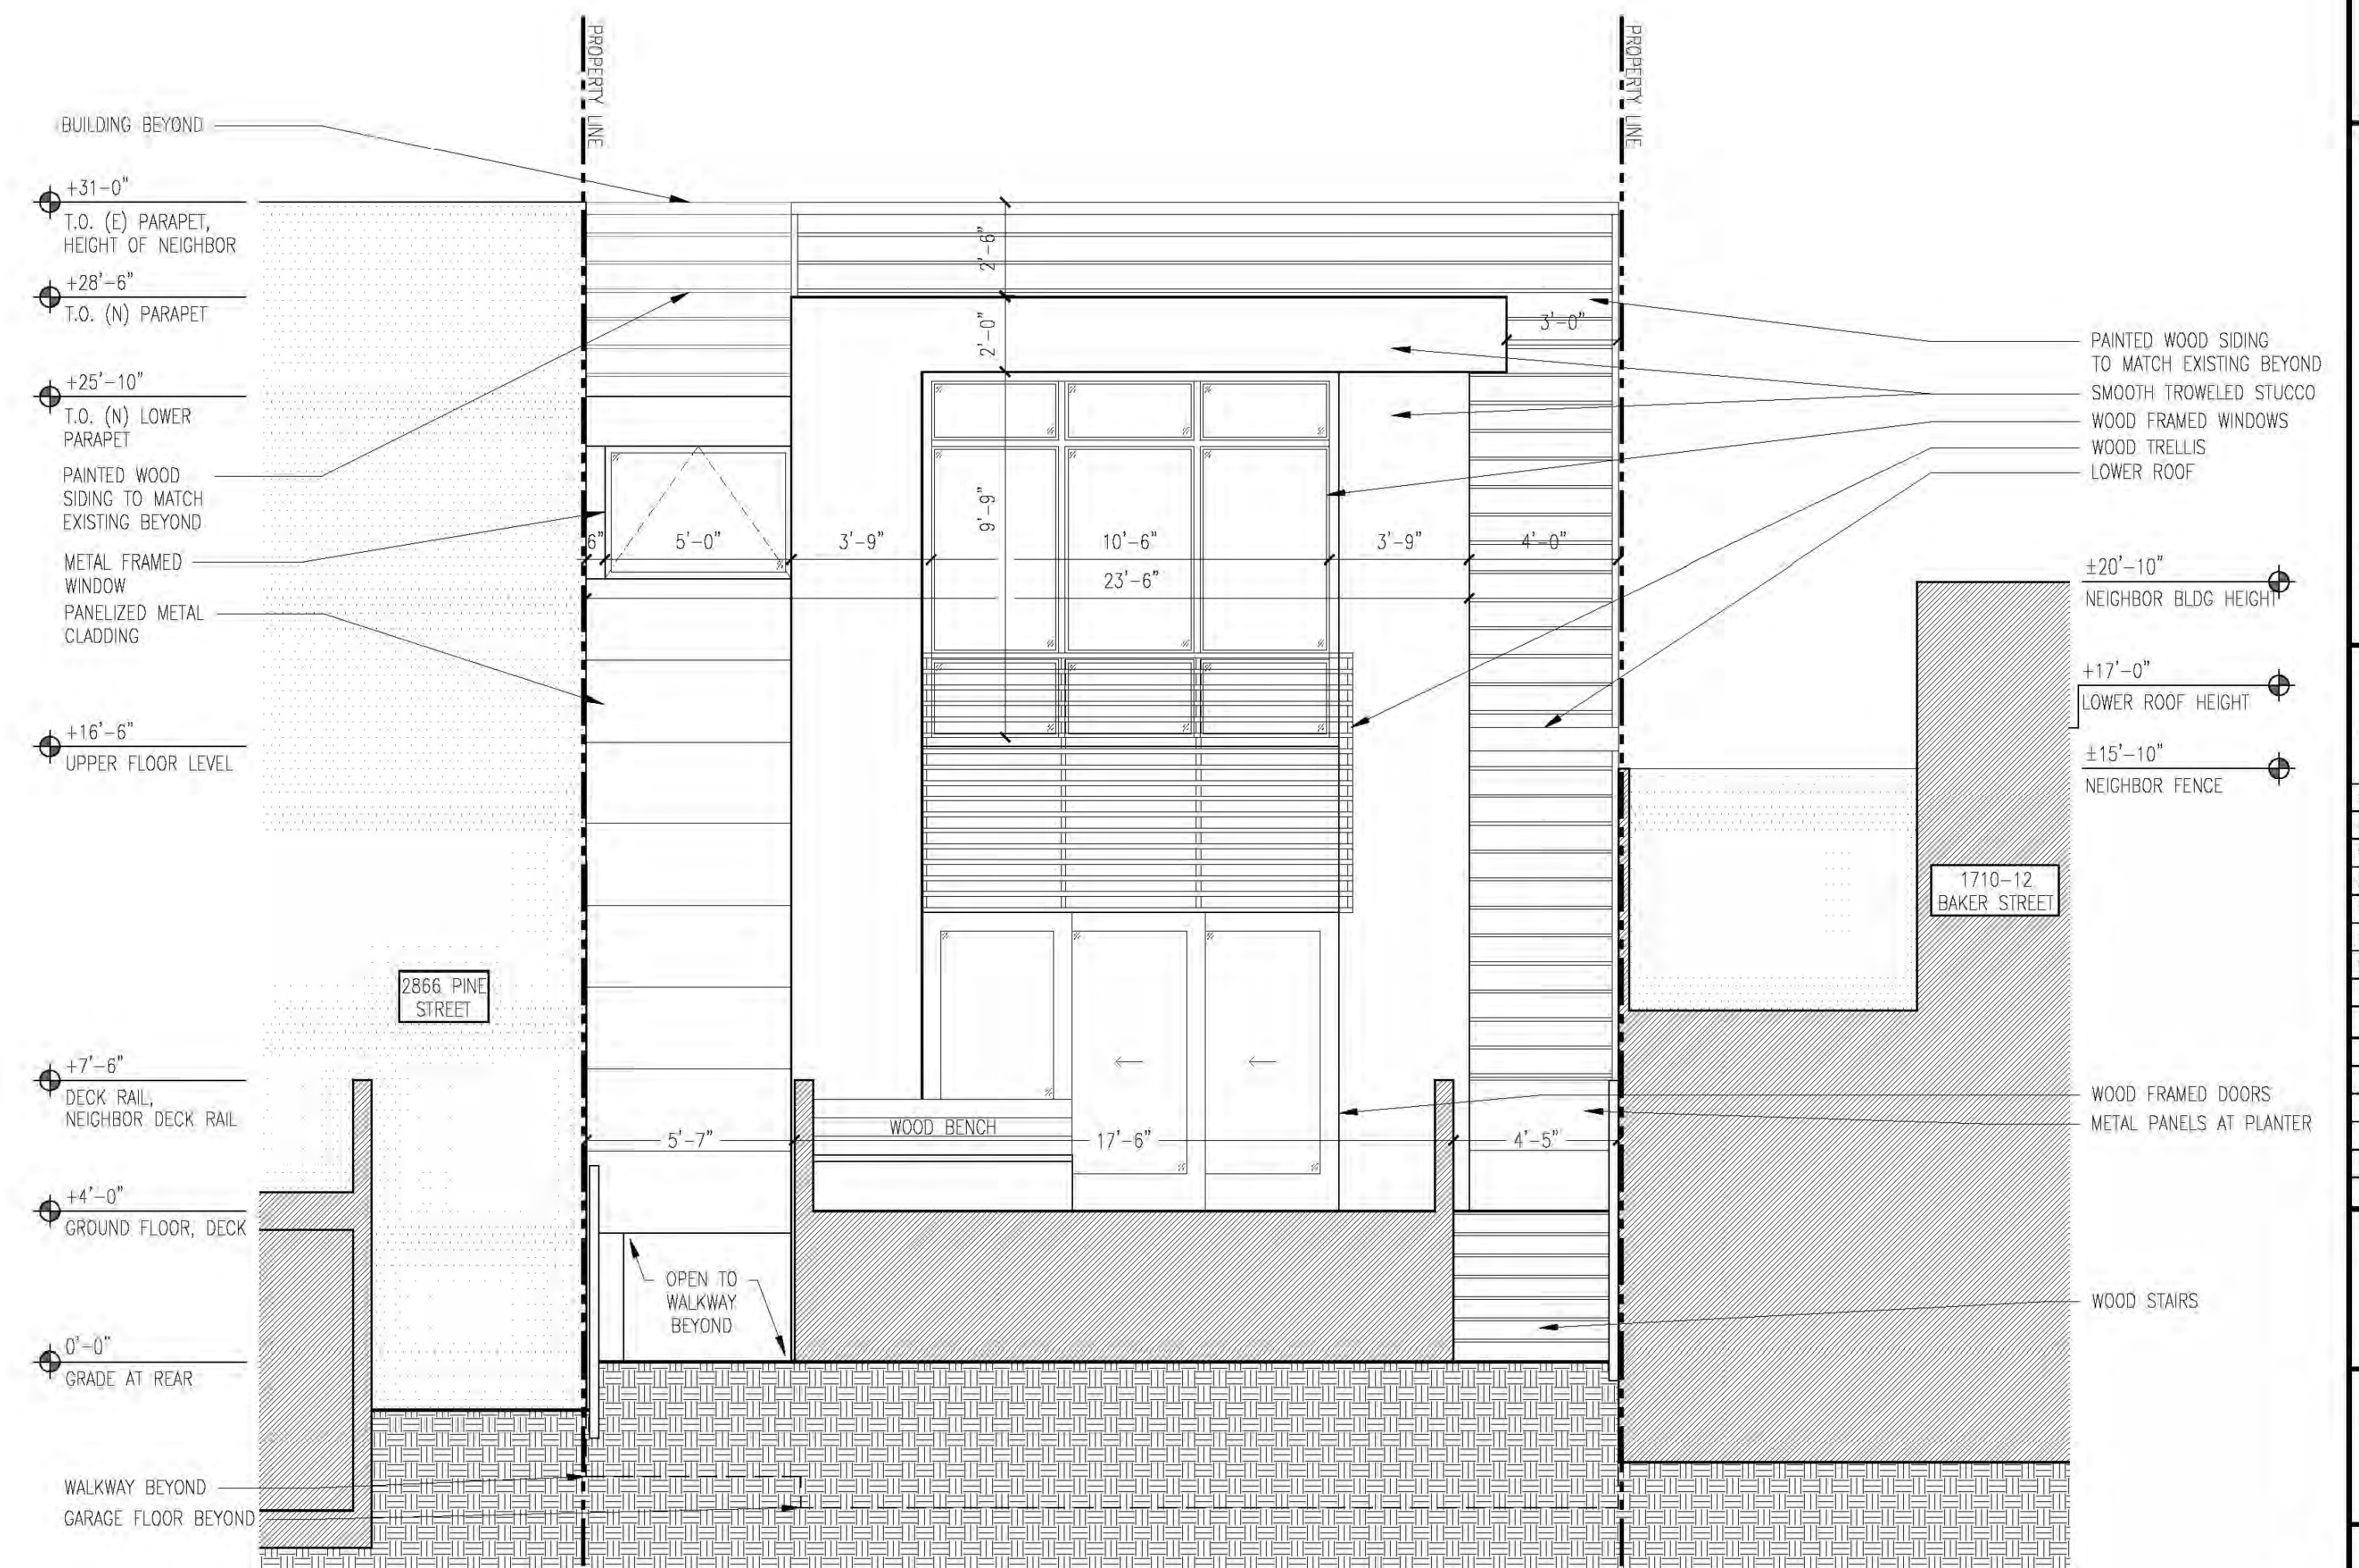 PROPERTY LINE
PROPERTY LINE
BUILDING BEYOND
+31-0"
T.O. (E) PARAPET,
HEIGHT OF NEIGHBOR
+28'-6"
T.O. (N) PARAPET
+25'-10"
T.O. (N) LOWER
PARAPET
PAINTED WOOD
SIDING TO MATCH
EXISTING BEYOND
METAL FRAMED
WINDOW
PANELIZED METAL
CLADDING
+16'-6"
UPPER FLOOR LEVEL
+7'-6"
DECK RAIL,
NEIGHBOR DECK RAIL
+4'-0"
GROUND FLOOR, DECK
0'-0"
GRADE AT REAR
WALKWAY BEYOND
GARAGE FLOOR BEYOND
2866 PINE
STREET
2'-6"
2'-0"
3'-0"
9'-9"
6"
5'-0"
3'-9"
10'-6"
3'-9"
4'-0"
23'-6"
WOOD BENCH
5'-7"
17'-6"
4'-5"
OPEN TO
WALKWAY
BEYOND
PAINTED WOOD SIDING
TO MATCH EXISTING BEYOND
SMOOTH TROWELED STUCCO
WOOD FRAMED WINDOWS
WOOD TRELLIS
LOWER ROOF
±20'-10"
NEIGHBOR BLDG HEIGHT
+17'-0"
LOWER ROOF HEIGHT
±15'-10"
NEIGHBOR FENCE
1710-12
BAKER STREET
WOOD FRAMED DOORS
METAL PANELS AT PLANTER
WOOD STAIRS